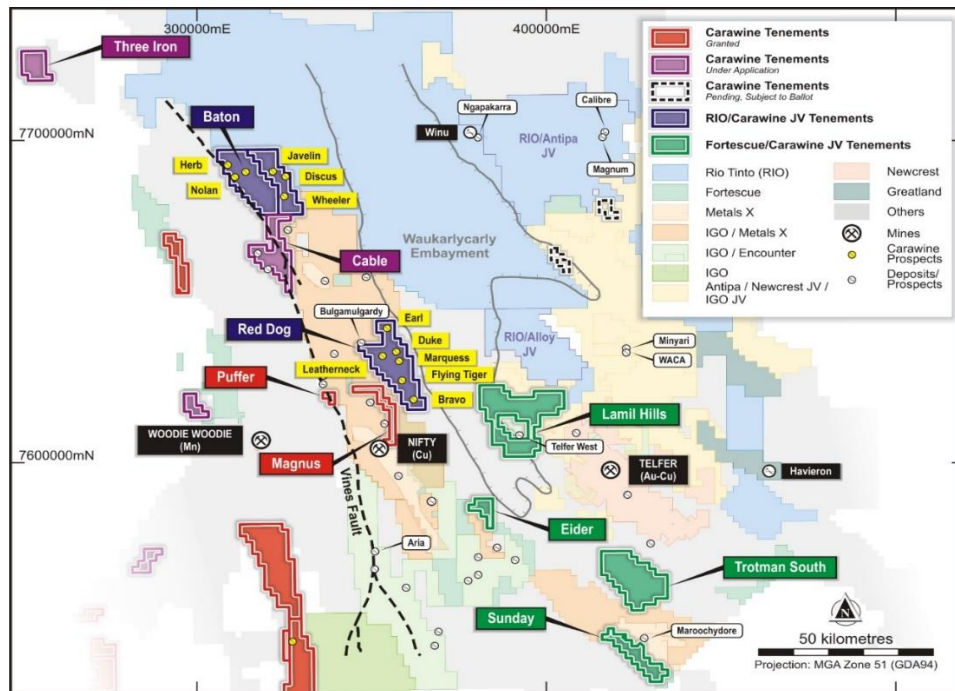 300000mE
400000mE
Three Iron
7700000mN
Baton
Herb
Nolan
Javelin
Discus
Wheeler
Cable
Ngapakarra
Winu
RIO/Antipa
JV
Calibre
Magnum
Waukarlycarly
Embayment
Bulgamulgardy
Red Dog
Earl
Duke
Marquess
Leatherneck
Flying Tiger
Bravo
Puffer
RIO/Alloy
JV
Minyari
WACA
Lamil Hills
Telfer West
WOODIE WOODIE
(Mn)
Magnus
NIFTY
(Cu)
TELFER
(Au-Cu)
Havieron
7600000mN
Vines Fault
Eider
Aria
Trotman South
Sunday
Maroochydore
Carawine Tenements
Granted
Carawine Tenements
Under Application
Carawine Tenements
Pending, Subject to Ballot
RIO/Carawine JV Tenements
Fortescue/Carawine JV Tenements
Rio Tinto (RIO)
Fortescue
Metals X
IGO / Metals X
IGO / Encounter
IGO
Antipa / Newcrest JV /
IGO JV
Newcrest
Greatland
Others
Mines
Carawine
Prospects
Deposits/
Prospects
N
50 kilometres
Projection: MGA Zone 51 (GDA94)